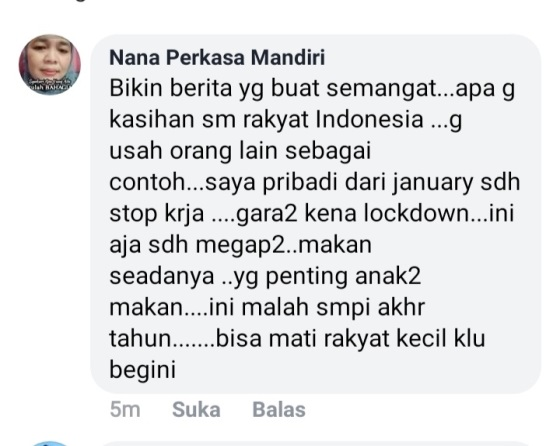 Nana Perkasa Mandiri
Bikin berita yg buat semangat...apa g
kasihan sm rakyat Indonesia ...g
usah orang lain sebagai
contoh...saya pribadi dari january sdh
stop krja ....gara2 kena lockdown...ini
aja sdh megap2..makan
seadanya ..yg penting anak2
makan....ini malah smpi akhr
tahun.......bisa mati rakyat kecil klu
begini
5m Suka Balas